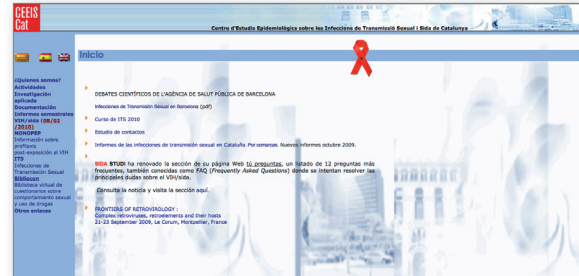 CEEIS
Cat
Centre d'Estudis Epidemiològics sobre les Infeccions de Transmissió Sexual i Sida de Catalunya
Inicio
¿Quienes somos?
Actividades
Investigación
aplicada
Documentación
Informes semestrales
VIH/sida (08/02
/2010)
NONOPEP
Información sobre
profilaxis
post-exposición al VIH
ITS
Infecciones de
Transmisión Sexual
Bibliocen
Biblioteca virtual de
cuestionarios sobre
comportamiento sexual
y uso de drogas
Otros enlaces
DEBATES CIENTÍFICOS DE L'AGÈNCIA DE SALUT PÚBLICA DE BARCELONA
Infecciones de Transmisión Sexual en Barcelona (pdf)
Curso de ITS 2010
Estudio de contactos
Informes de las infecciones de transmisión sexual en Cataluña. Por semanas. Nuevos informes octubre 2009.
SIDA STUDI ha renovado la sección de su página Web tú preguntas, un listado de 12 preguntas más
frecuentes, también conocidas como FAQ (Frequently Asked Questions) donde se intentan resolver las
principales dudas sobre el VIH/sida.
Consulta la noticia y visita la sección aquí.
FRONTIERS OF RETROVIROLOGY :
Complex retroviruses, retroelements and their hosts
21-23 September 2009, Le Corum, Montpellier, France